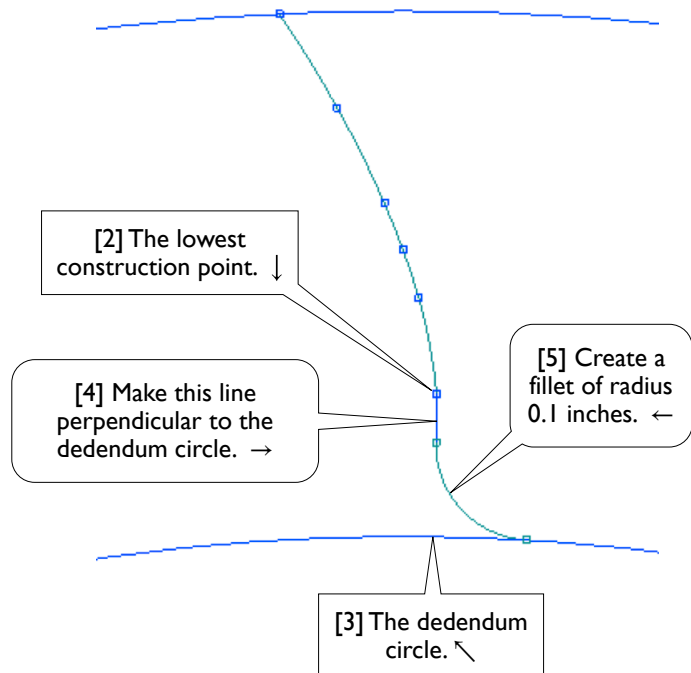 [2] The lowest
construction point. ↓
[5] Create a
fillet of radius
0.1 inches. ←
[4] Make this line
perpendicular to the
dedendum circle. →
[3] The dedendum
circle. ↖